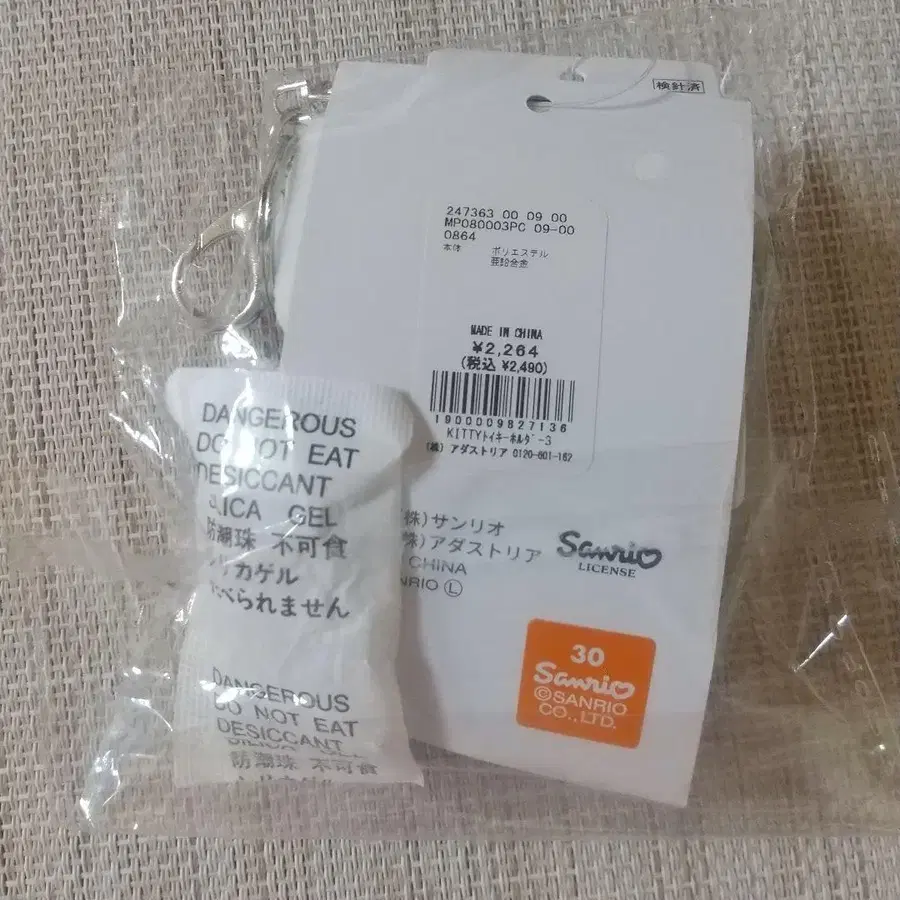 検針済
247363 00 09 00
MP080003PC 09-00
0864
本体 ポリエステル
亜鉛合金
MADE IN CHINA
¥2,264
(税込 ¥2,490)
1900009827136
KITTYトイキーホルダ゛-3
(株) アダストリア 0120-601-162
株)サンリオ
株)アダストリア
CHINA
NRIO Ⓛ
Sanrio
LICENSE
30
Sanrio
©SANRIO
CO.,LTD.
DANGEROUS
DO NOT EAT
DESICCANT
LICA GEL
防潮珠 不可食
リカゲル
べられません
DANGEROUS
DO NOT EAT
DESICCANT
防潮珠 不可食